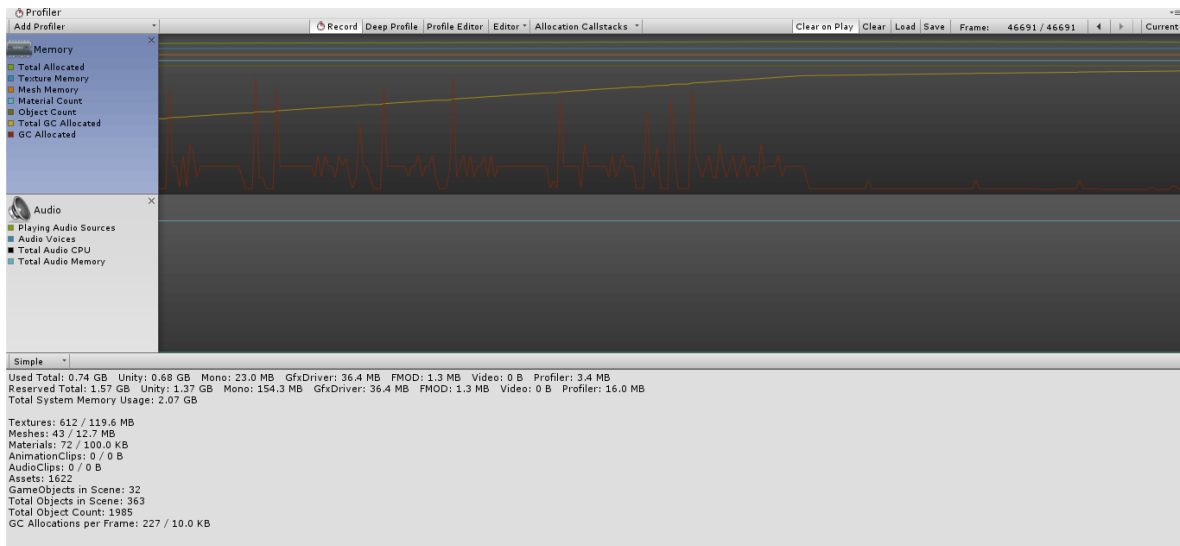 Profiler
Add Profiler Record Deep Profile Profile Editor Editor Allocation Callstacks Clear on Play Clear Load Save Frame: 46691 / 46691 Current
Memory
Total Allocated
Texture Memory
Mesh Memory
Material Count
Object Count
Total GC Allocated
GC Allocated
Audio
Playing Audio Sources
Audio Voices
Total Audio CPU
Total Audio Memory
Simple
Used Total: 0.74 GB Unity: 0.68 GB Mono: 23.0 MB GfxDriver: 36.4 MB FMOD: 1.3 MB Video: 0 B Profiler: 3.4 MB
Reserved Total: 1.57 GB Unity: 1.37 GB Mono: 154.3 MB GfxDriver: 36.4 MB FMOD: 1.3 MB Video: 0 B Profiler: 16.0 MB
Total System Memory Usage: 2.07 GB
Textures: 612 / 119.6 MB
Meshes: 43 / 12.7 MB
Materials: 72 / 100.0 KB
AnimationClips: 0 / 0 B
AudioClips: 0 / 0 B
Assets: 1622
GameObjects in Scene: 32
Total Objects in Scene: 363
Total Object Count: 1985
GC Allocations per Frame: 227 / 10.0 KB